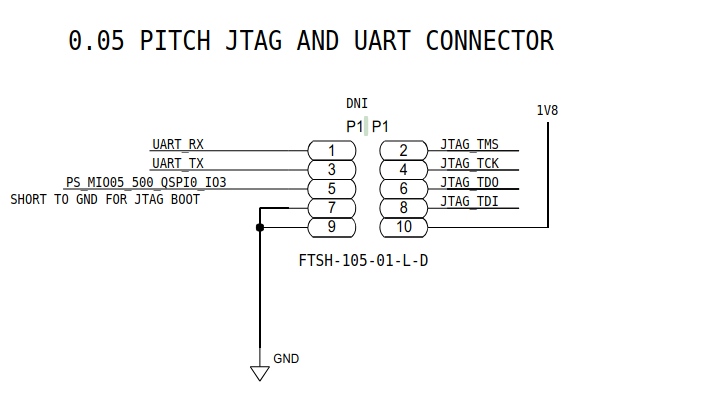 0.05 PITCH JTAG AND UART CONNECTOR
DNI
1V8
P1 P1
UART_RX 1 2 JTAG_TMS
UART_TX 3 4 JTAG_TCK
PS_MIO05_500_QSPI0_IO3 5 6 JTAG_TDO
SHORT TO GND FOR JTAG BOOT 7 8 JTAG_TDI
9 10
FTSH-105-01-L-D
GND